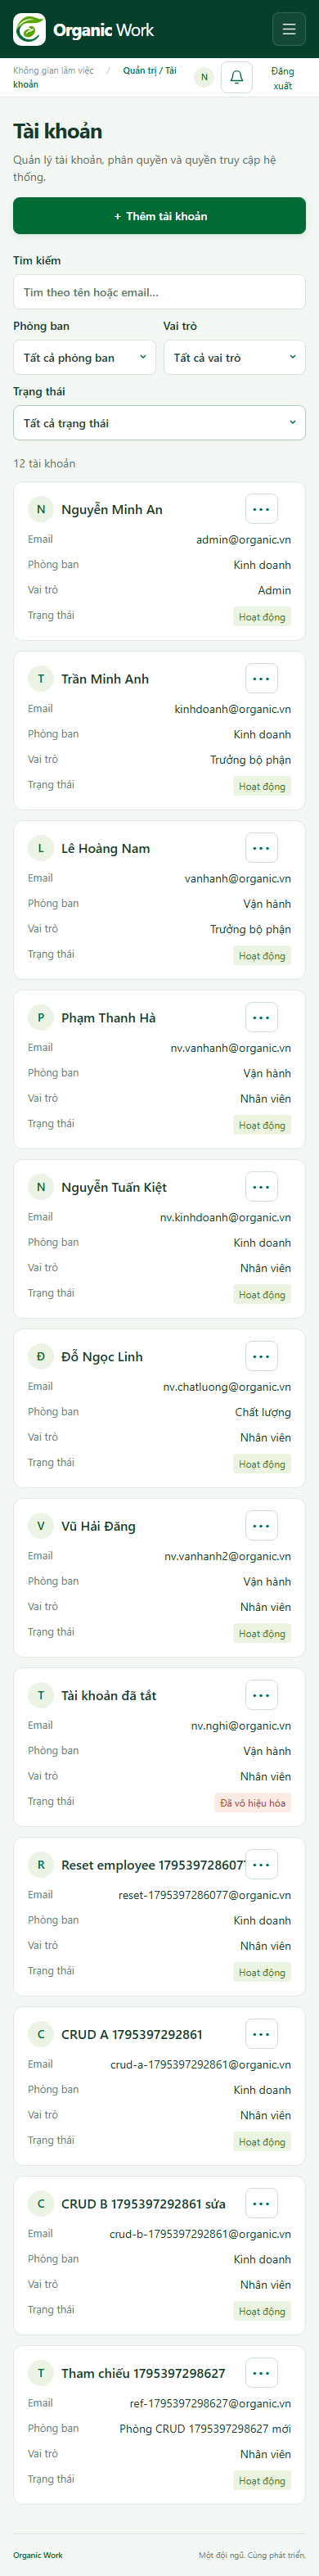 Organic Work
Không gian làm việc / Quản trị / Tài khoản
N
Đăng xuất
Tài khoản
Quản lý tài khoản, phân quyền và quyền truy cập hệ thống.
+ Thêm tài khoản
Tìm kiếm
Tìm theo tên hoặc email...
Phòng ban
Vai trò
Tất cả phòng ban
Tất cả vai trò
Trạng thái
Tất cả trạng thái
12 tài khoản
N Nguyễn Minh An
Email admin@organic.vn
Phòng ban Kinh doanh
Vai trò Admin
Trạng thái Hoạt động
T Trần Minh Anh
Email kinhdoanh@organic.vn
Phòng ban Kinh doanh
Vai trò Trưởng bộ phận
Trạng thái Hoạt động
L Lê Hoàng Nam
Email vanhanh@organic.vn
Phòng ban Vận hành
Vai trò Trưởng bộ phận
Trạng thái Hoạt động
P Phạm Thanh Hà
Email nv.vanhanh@organic.vn
Phòng ban Vận hành
Vai trò Nhân viên
Trạng thái Hoạt động
N Nguyễn Tuấn Kiệt
Email nv.kinhdoanh@organic.vn
Phòng ban Kinh doanh
Vai trò Nhân viên
Trạng thái Hoạt động
Đ Đỗ Ngọc Linh
Email nv.chatluong@organic.vn
Phòng ban Chất lượng
Vai trò Nhân viên
Trạng thái Hoạt động
V Vũ Hải Đăng
Email nv.vanhanh2@organic.vn
Phòng ban Vận hành
Vai trò Nhân viên
Trạng thái Hoạt động
T Tài khoản đã tắt
Email nv.nghi@organic.vn
Phòng ban Vận hành
Vai trò Nhân viên
Trạng thái Đã vô hiệu hóa
R Reset employee 1795397286077
Email reset-1795397286077@organic.vn
Phòng ban Kinh doanh
Vai trò Nhân viên
Trạng thái Hoạt động
C CRUD A 1795397292861
Email crud-a-1795397292861@organic.vn
Phòng ban Kinh doanh
Vai trò Nhân viên
Trạng thái Hoạt động
C CRUD B 1795397292861 sửa
Email crud-b-1795397292861@organic.vn
Phòng ban Kinh doanh
Vai trò Nhân viên
Trạng thái Hoạt động
T Tham chiếu 1795397298627
Email ref-1795397298627@organic.vn
Phòng ban Phòng CRUD 1795397298627 mới
Vai trò Nhân viên
Trạng thái Hoạt động
Organic Work
Một đội ngũ. Cùng phát triển.